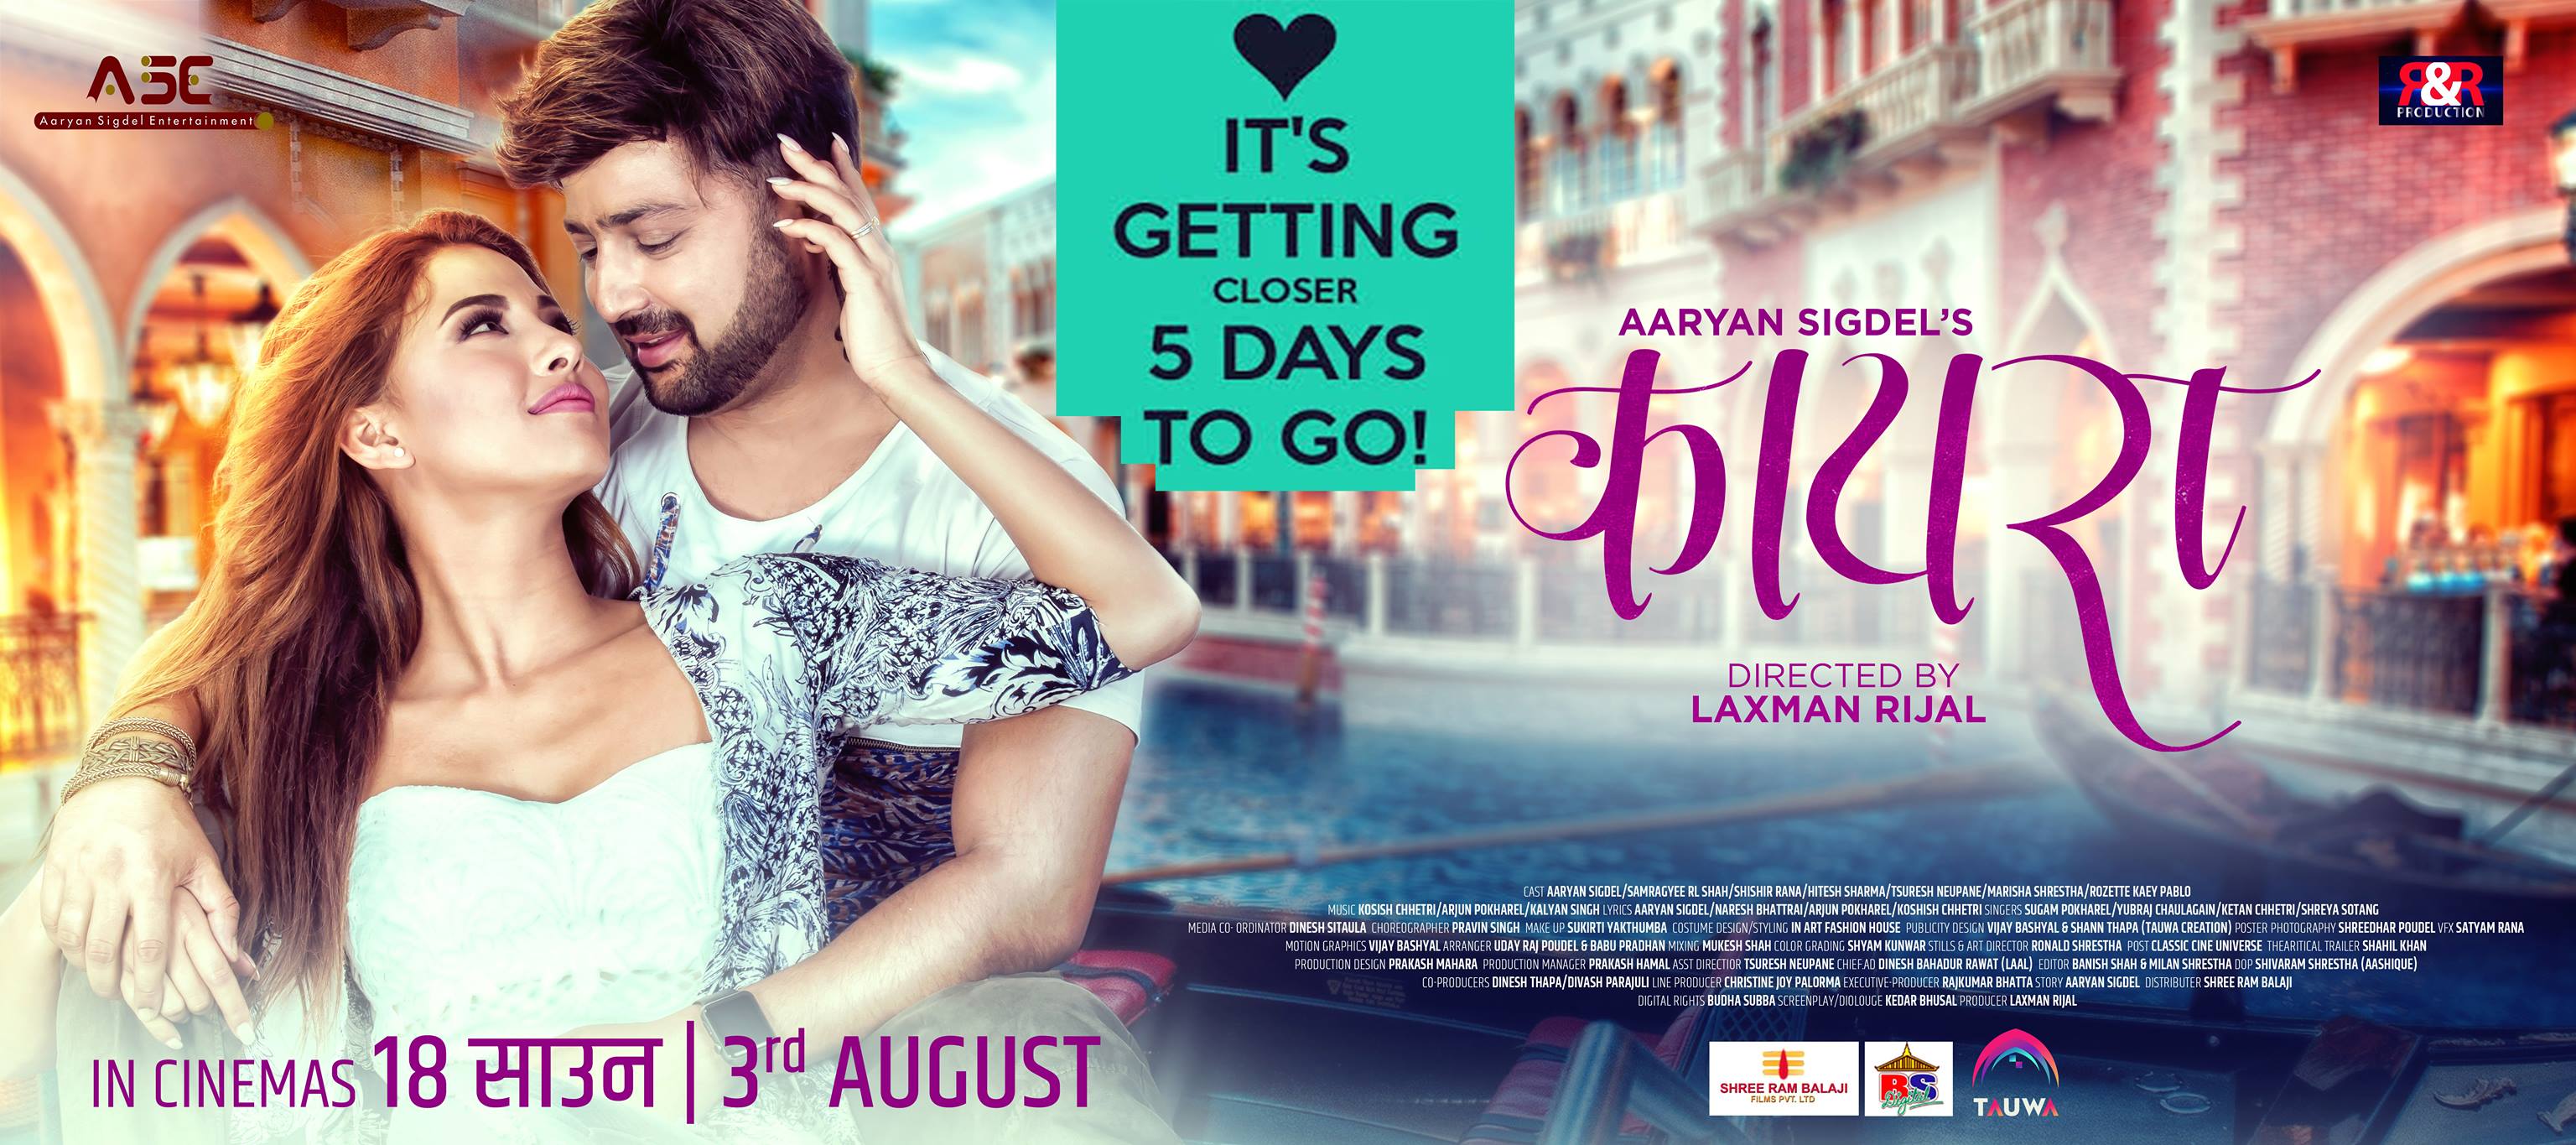 ASE
Aaryan Sigdel Entertainment
IT'S
GETTING
CLOSER
5 DAYS
TO GO!
R&R
PRODUCTION
AARYAN SIGDEL'S
कायरा
DIRECTED BY
LAXMAN RIJAL
CAST AARYAN SIGDEL/SAMRAGYEE RL SHAH/SHISHIR RANA/HITESH SHARMA/TSURESH NEUPANE/MARISHA SHRESTHA/ROZETTE KAEY PABLO
MUSIC KOSISH CHHETRI/ARJUN POKHAREL/KALYAN SINGH LYRICS AARYAN SIGDEL/NARESH BHATTRAI/ARJUN POKHAREL/KOSHISH CHHETRI SINGERS SUGAM POKHAREL/YUBRAJ CHAULAGAIN/KETAN CHHETRI/SHREYA SOTANG
MEDIA CO- ORDINATOR DINESH SITAULA CHOREOGRAPHER PRAVIN SINGH MAKE UP SUKIRTI YAKTHUMBA COSTUME DESIGN/STYLING IN ART FASHION HOUSE PUBLICITY DESIGN VIJAY BASHYAL & SHANN THAPA (TAUWA CREATION) POSTER PHOTOGRAPHY SHREEDHAR POUDEL VFX SATYAM RANA
MOTION GRAPHICS VIJAY BASHYAL ARRANGER UDAY RAJ POUDEL & BABU PRADHAN MIXING MUKESH SHAH COLOR GRADING SHYAM KUNWAR STILLS & ART DIRECTOR RONALD SHRESTHA POST CLASSIC CINE UNIVERSE THEARITICAL TRAILER SHAHIL KHAN
PRODUCTION DESIGN PRAKASH MAHARA PRODUCTION MANAGER PRAKASH HAMAL ASST DIRECTIOR TSURESH NEUPANE CHIEF.AD DINESH BAHADUR RAWAT (LAAL) EDITOR BANISH SHAH & MILAN SHRESTHA DOP SHIVARAM SHRESTHA (AASHIQUE)
CO-PRODUCERS DINESH THAPA/DIVASH PARAJULI LINE PRODUCER CHRISTINE JOY PALORMA EXECUTIVE-PRODUCER RAJKUMAR BHATTA STORY AARYAN SIGDEL DISTRIBUTER SHREE RAM BALAJI
DIGITAL RIGHTS BUDHA SUBBA SCREENPLAY/DIOLOUGE KEDAR BHUSAL PRODUCER LAXMAN RIJAL
IN CINEMAS 18 साउन | 3rd AUGUST
SHREE RAM BALAJI
FILMS PVT. LTD
BS
Digital
TAUWA